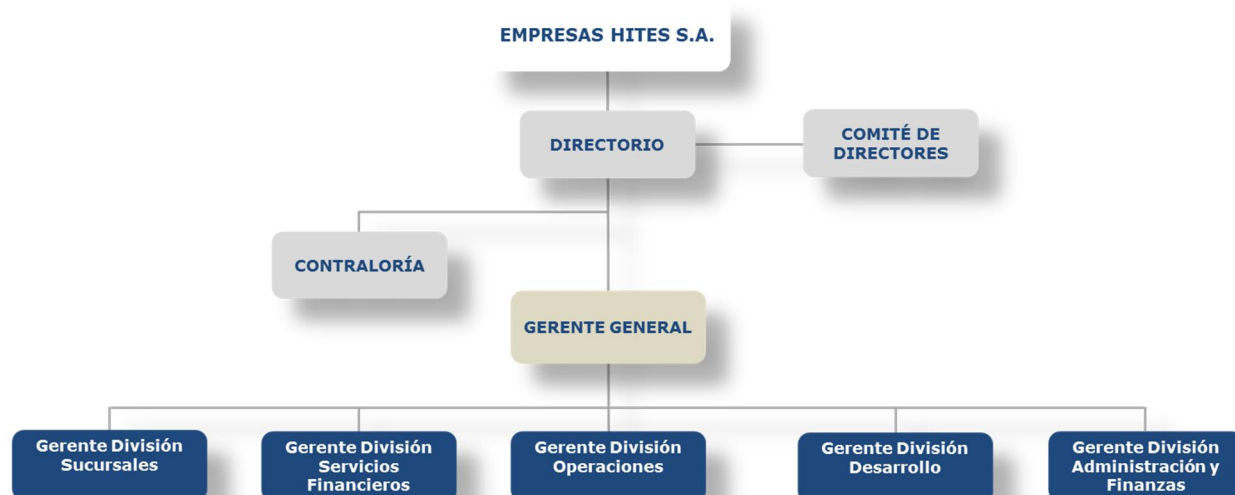 EMPRESAS HITES S.A.
DIRECTORIO
COMITÉ DE
DIRECTORES
CONTRALORÍA
GERENTE GENERAL
Gerente División
Sucursales
Gerente División
Servicios
Financieros
Gerente División
Operaciones
Gerente División
Desarrollo
Gerente División
Administración y
Finanzas